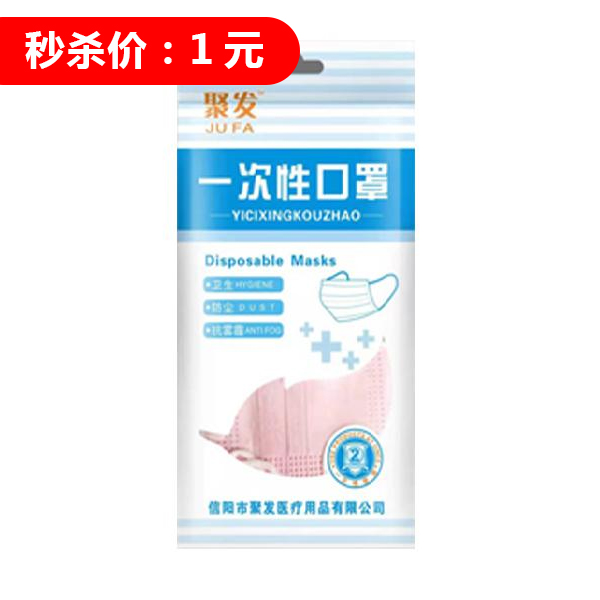 秒杀价：1元
聚发
JU FA
一次性口罩
YICIXINGKOUZHAO
Disposable Masks
卫生 HYGIENE
防尘 DUST
抗雾霾 ANTI FOG
2
信阳市聚发医疗用品有限公司